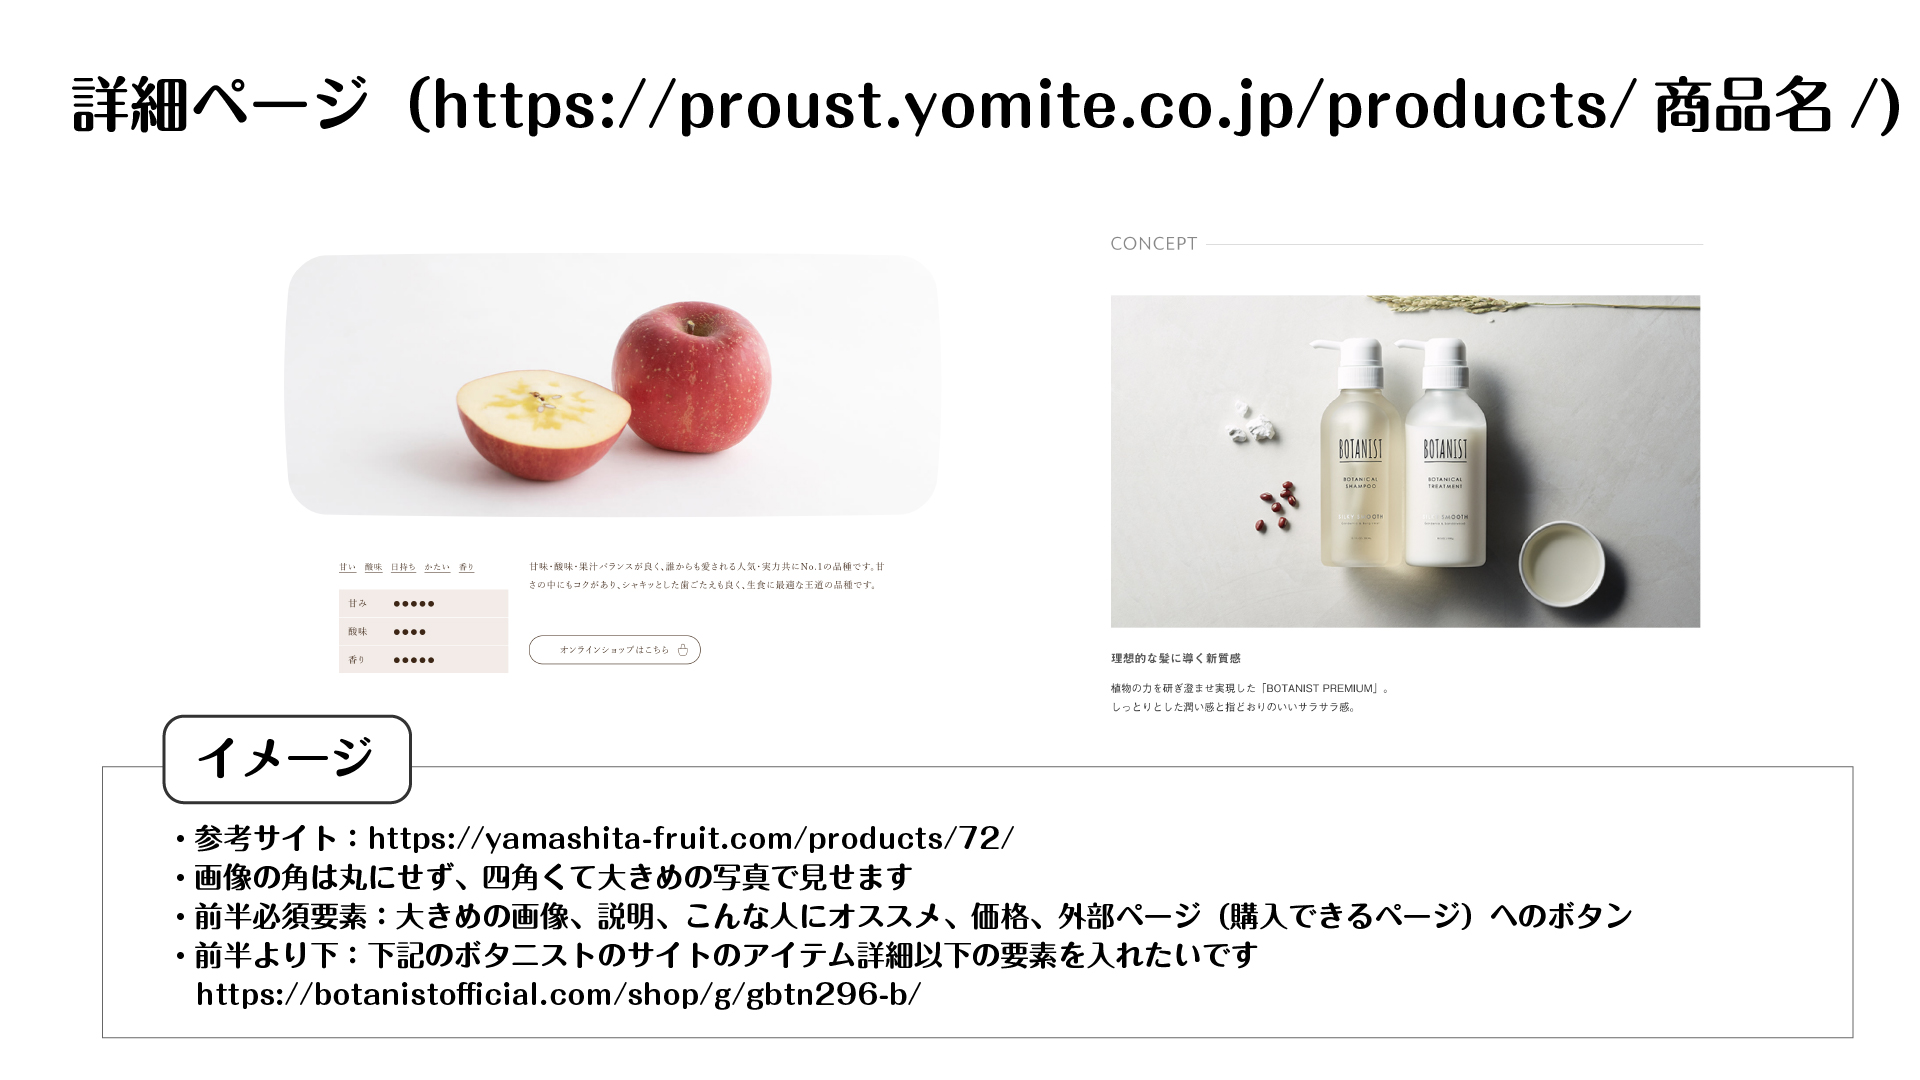 詳細ページ（https://proust.yomite.co.jp/products/ 商品名 /)
甘い 酸味 日持ち かたい 香り
甘み ●●●●●
酸味 ●●●●
香り ●●●●●
甘味・酸味・果汁バランスが良く、誰からも愛される人気・実力共にNo.1の品種です。甘
さの中にもコクがあり、シャキッとした歯ごたえも良く、生食に最適な王道の品種です。
オンラインショップはこちら
CONCEPT
BOTANIST
BOTANICAL
SHAMPOO
BOTANIST
BOTANICAL
TREATMENT
SMOOTH
理想的な髪に導く新質感
植物の力を研ぎ澄ませ実現した「BOTANIST PREMIUM」。
しっとりとした潤い感と指どおりのいいサラサラ感。
イメージ
・参考サイト：https://yamashita-fruit.com/products/72/
・画像の角は丸にせず、四角くて大きめの写真で見せます
・前半必須要素：大きめの画像、説明、こんな人にオススメ、価格、外部ページ（購入できるページ）へのボタン
・前半より下：下記のボタニストのサイトのアイテム詳細以下の要素を入れたいです
https://botanistofficial.com/shop/g/gbtn296-b/